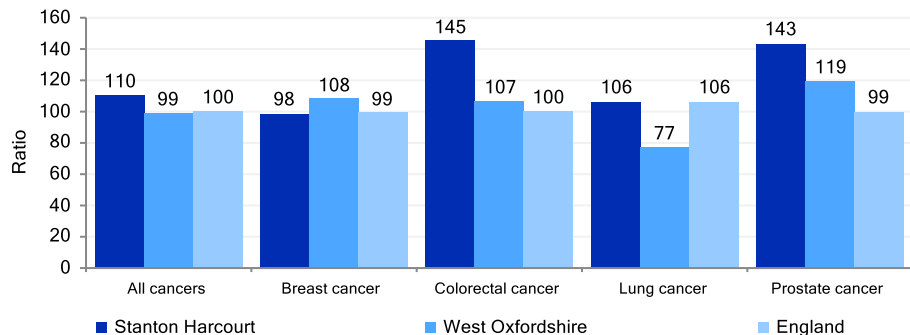 160
140
120
100
80
60
40
20
0
Ratio
110 99 100
98 108 99
145 107 100
106 77 106
143 119 99
All cancers Breast cancer Colorectal cancer Lung cancer Prostate cancer
Stanton Harcourt West Oxfordshire England